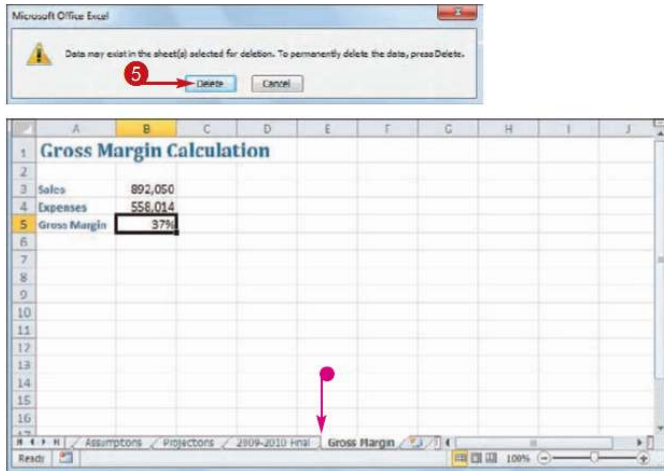 Microsoft Office Excel
Data may exist in the sheet(s) selected for deletion. To permanently delete the data, press Delete.
5
Delete Cancel
A B C D E F G H I J
1 Gross Margin Calculation
2
3 Sales 892,050
4 Expenses 558,014
5 Gross Margin 37%
6
7
8
9
10
11
12
13
14
15
16
17
Assumptions Projections 2009-2010 Final Gross Margin
Ready 100%